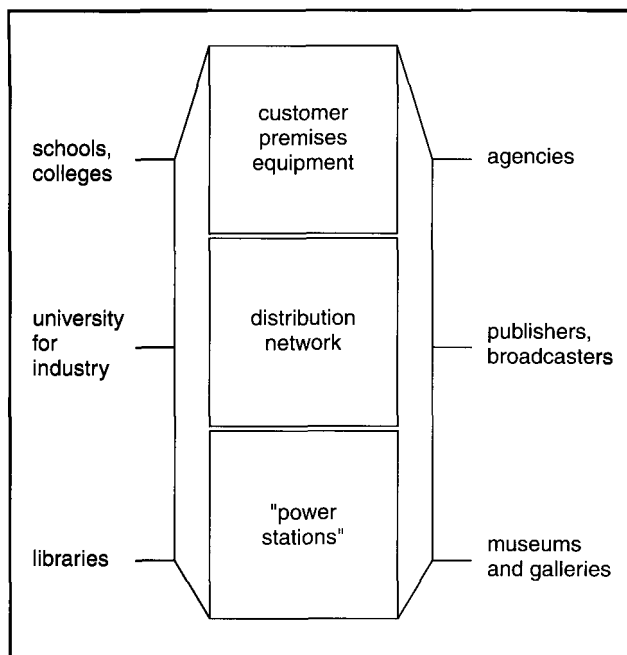 customer
premises
equipment
schools,
colleges
agencies
university
for
industry
distribution
network
publishers,
broadcasters
"power
stations"
libraries
museums
and galleries